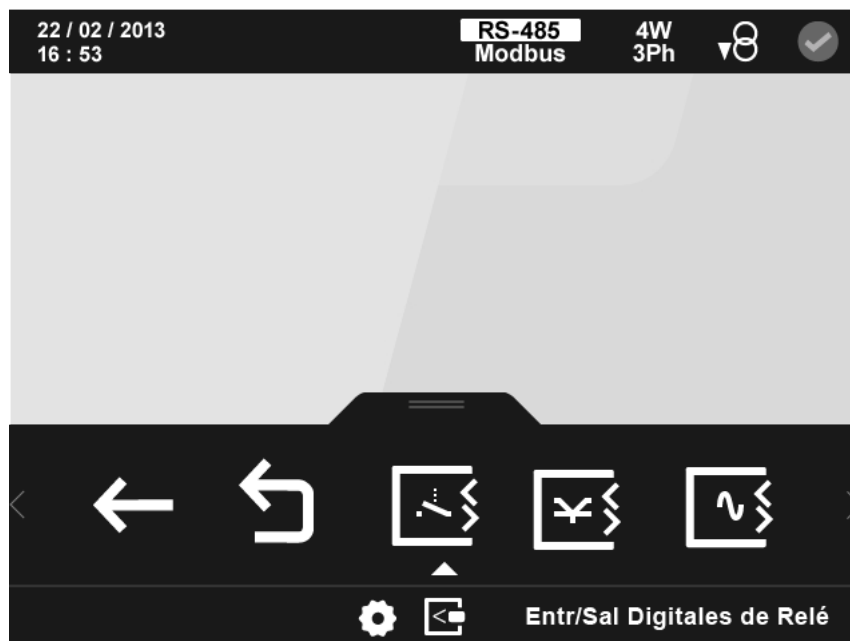 22 / 02 / 2013
16 : 53
RS-485
Modbus
4W
3Ph
Entr/Sal Digitales de Relé